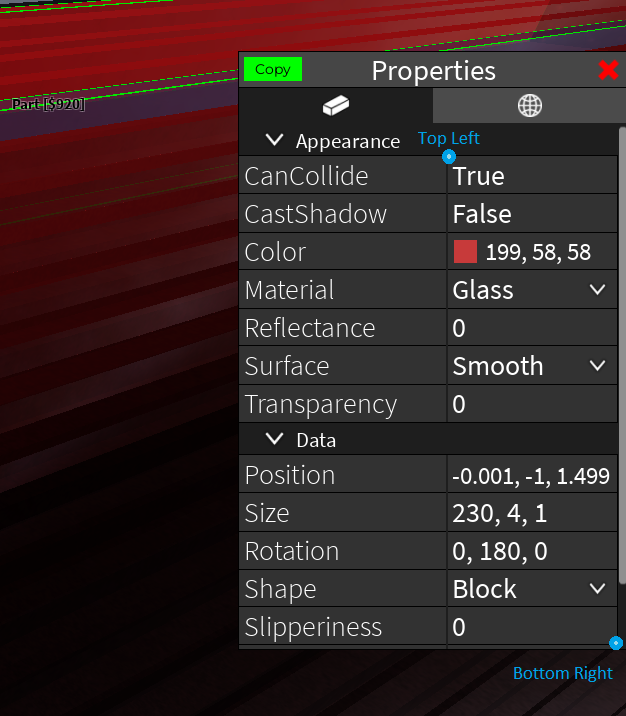 Copy Properties
Part [$920]
Appearance Top Left
CanCollide True
CastShadow False
Color 199, 58, 58
Material Glass
Reflectance 0
Surface Smooth
Transparency 0
Data
Position -0.001, -1, 1.499
Size 230, 4, 1
Rotation 0, 180, 0
Shape Block
Slipperiness 0
Bottom Right